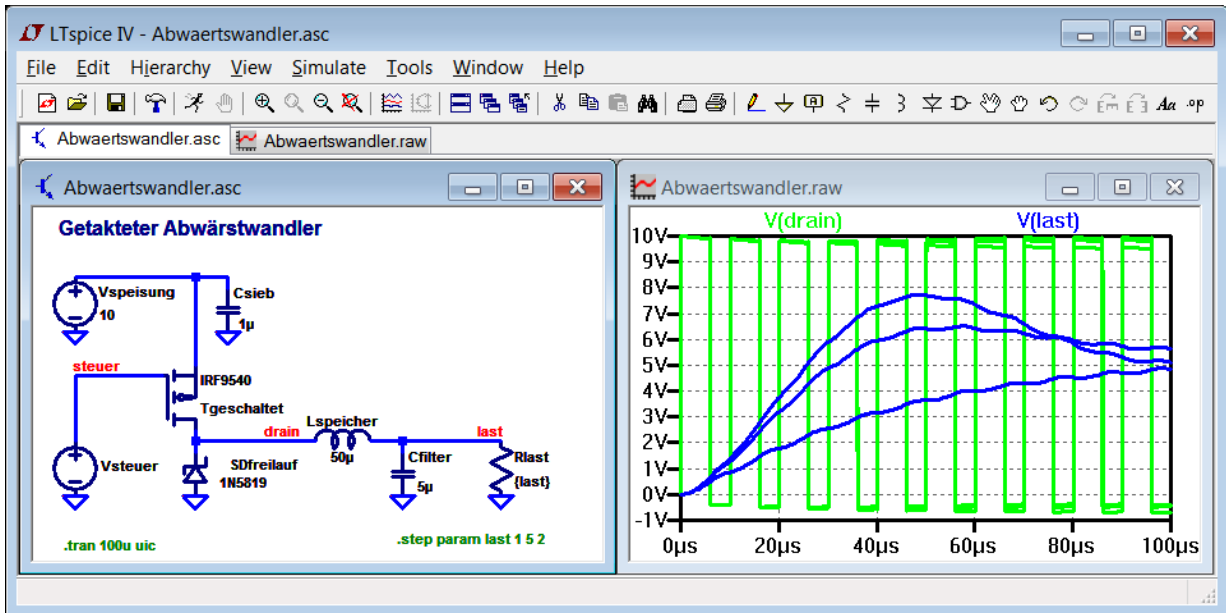 LTspice IV - Abwaertswandler.asc
File Edit Hierarchy View Simulate Tools Window Help
Aa .op
Abwaertswandler.asc Abwaertswandler.raw
Abwaertswandler.asc
Getakteter Abwärstwandler
Vspeisung
10
Csieb
1µ
steuer
IRF9540
Tgeschaltet
drain
Lspeicher
50µ
last
Vsteuer
SDfreilauf
1N5819
Cfilter
5µ
Rlast
{last}
.tran 100u uic
.step param last 1 5 2
Abwaertswandler.raw
V(drain) V(last)
10V
9V
8V
7V
6V
5V
4V
3V
2V
1V
0V
-1V
0µs 20µs 40µs 60µs 80µs 100µs